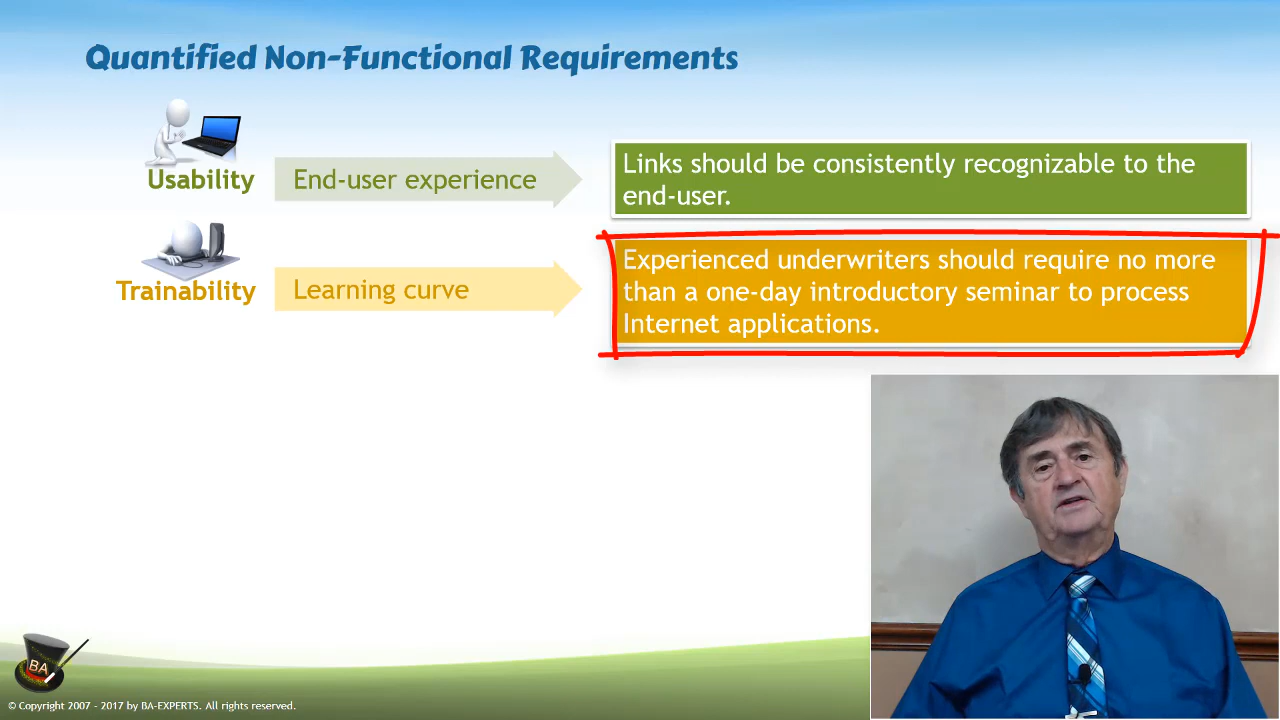 Quantified Non-Functional Requirements
Usability
End-user experience
Links should be consistently recognizable to the
end-user.
Trainability
Learning curve
Experienced underwriters should require no more
than a one-day introductory seminar to process
Internet applications.
BA
© Copyright 2007 - 2017 by BA-EXPERTS. All rights reserved.